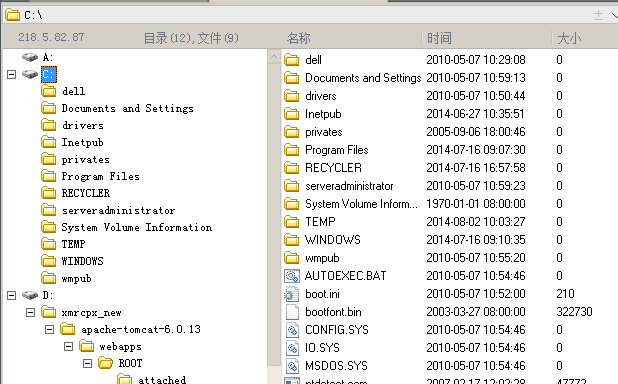 C:\
218.5.82.87 目录(12),文件(9) 名称 时间 大小
A:
C:
dell
Documents and Settings
drivers
Inetpub
privates
Program Files
RECYCLER
serveradministrator
System Volume Information
TEMP
WINDOWS
wmpub
D:
xmrcpx_new
apache-tomcat-6.0.13
webapps
ROOT
attached
dell 2010-05-07 10:29:08 0
Documents and Settings 2010-05-07 10:59:13 0
drivers 2010-05-07 10:50:44 0
Inetpub 2014-06-27 10:35:51 0
privates 2005-09-06 18:00:46 0
Program Files 2014-07-16 09:07:30 0
RECYCLER 2014-07-16 16:57:58 0
serveradministrator 2010-05-07 10:59:23 0
System Volume Inform... 1970-01-01 08:00:00 0
TEMP 2014-08-02 10:03:27 0
WINDOWS 2014-07-16 09:10:35 0
wmpub 2010-05-07 10:55:20 0
AUTOEXEC.BAT 2010-05-07 10:54:46 0
boot.ini 2010-05-07 10:52:00 210
bootfont.bin 2003-03-27 08:00:00 322730
CONFIG.SYS 2010-05-07 10:54:46 0
IO.SYS 2010-05-07 10:54:46 0
MSDOS.SYS 2010-05-07 10:54:46 0
ntdetect.com 2007-02-17 12:02:28 47772